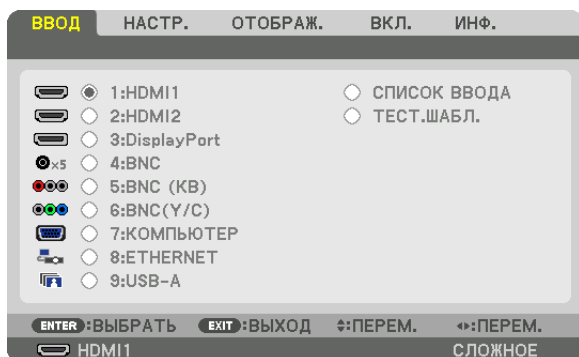 ВВОД НАСТР. ОТОБРАЖ. ВКЛ. ИНФ.
1:HDMI1 СПИСОК ВВОДА
2:HDMI2 ТЕСТ.ШАБЛ.
3:DisplayPort
×5 4:BNC
5:BNC (КВ)
6:BNC(Y/C)
7:КОМПЬЮТЕР
8:ETHERNET
9:USB-A
ENTER:ВЫБРАТЬ EXIT:ВЫХОД :ПЕРЕМ. :ПЕРЕМ.
HDMI1 СЛОЖНОЕ